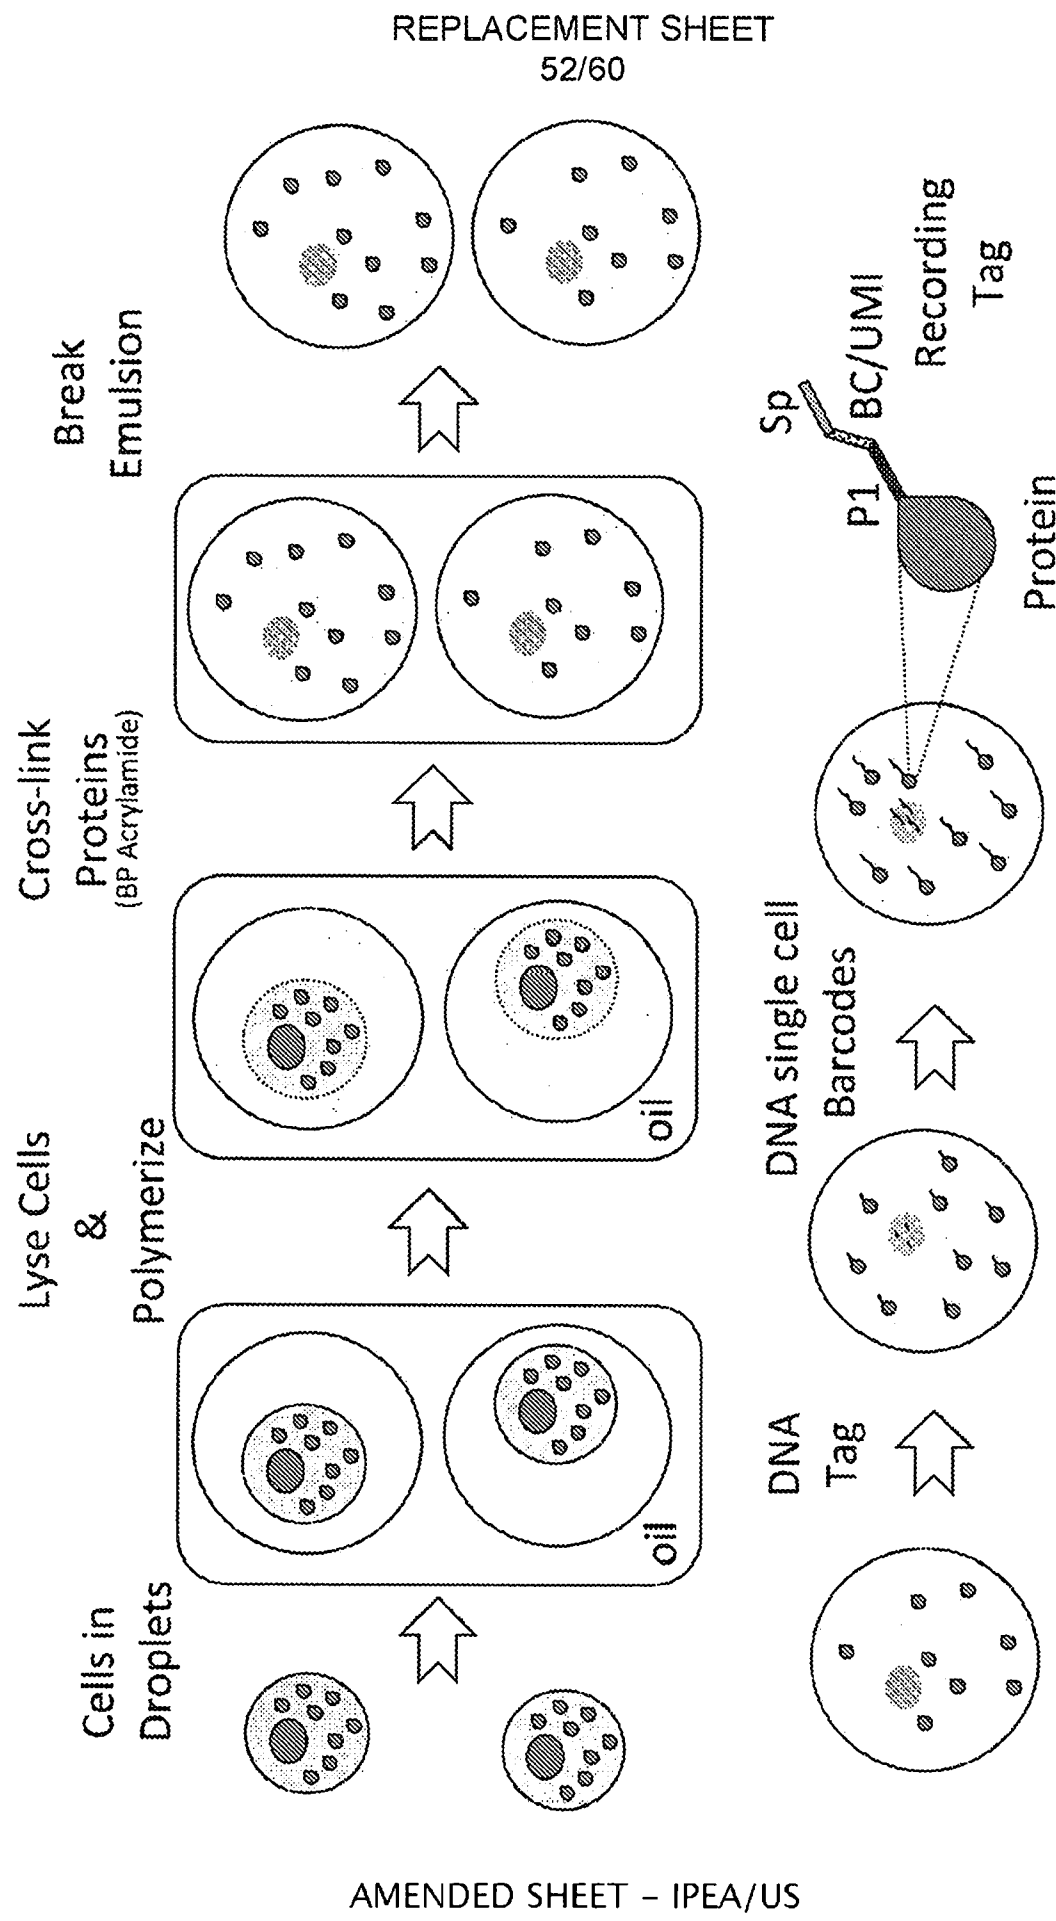 REPLACEMENT SHEET
52/60
Cells in
Droplets
Lyse Cells
&
Polymerize
Cross-link
Proteins
(BP Acrylamide)
Break
Emulsion
oil
oil
DNA
Tag
DNA single cell
Barcodes
Sp
P1
BC/UMI
Recording
Tag
Protein
AMENDED SHEET – IPEA/US